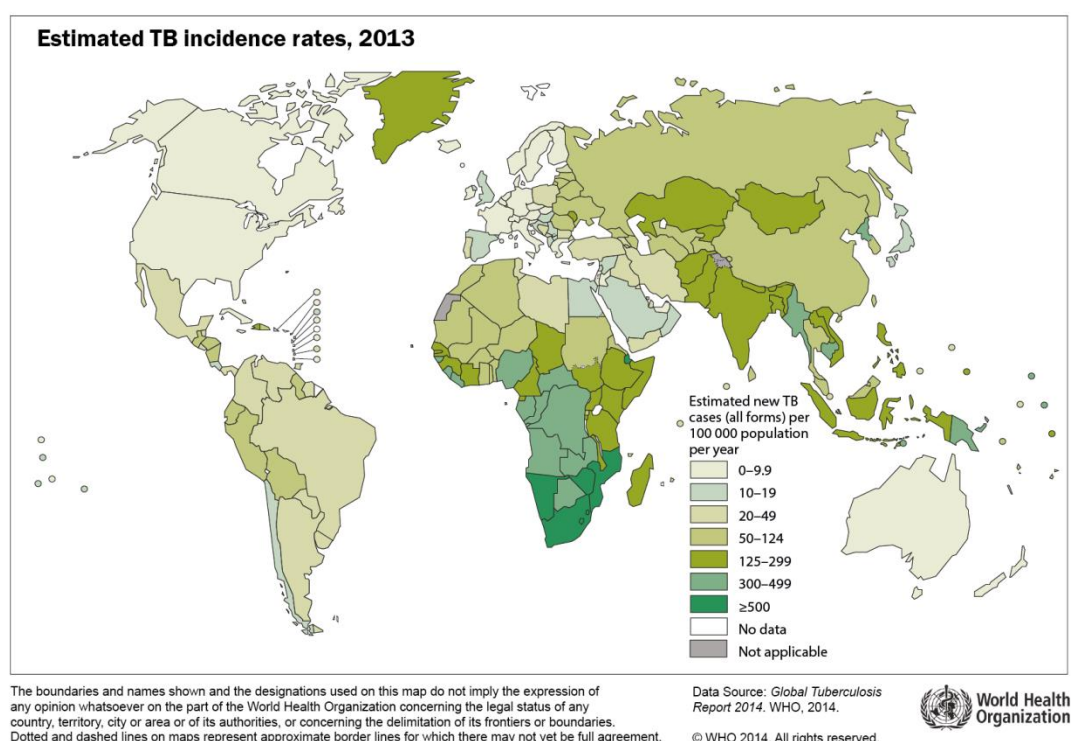 Estimated TB incidence rates, 2013
Estimated new TB
cases (all forms) per
100 000 population
per year
0–9.9
10–19
20–49
50–124
125–299
300–499
≥500
No data
Not applicable
The boundaries and names shown and the designations used on this map do not imply the expression of
any opinion whatsoever on the part of the World Health Organization concerning the legal status of any
country, territory, city or area or of its authorities, or concerning the delimitation of its frontiers or boundaries.
Dotted and dashed lines on maps represent approximate border lines for which there may not yet be full agreement.
Data Source: Global Tuberculosis
Report 2014. WHO, 2014.
© WHO 2014. All rights reserved.
World Health
Organization